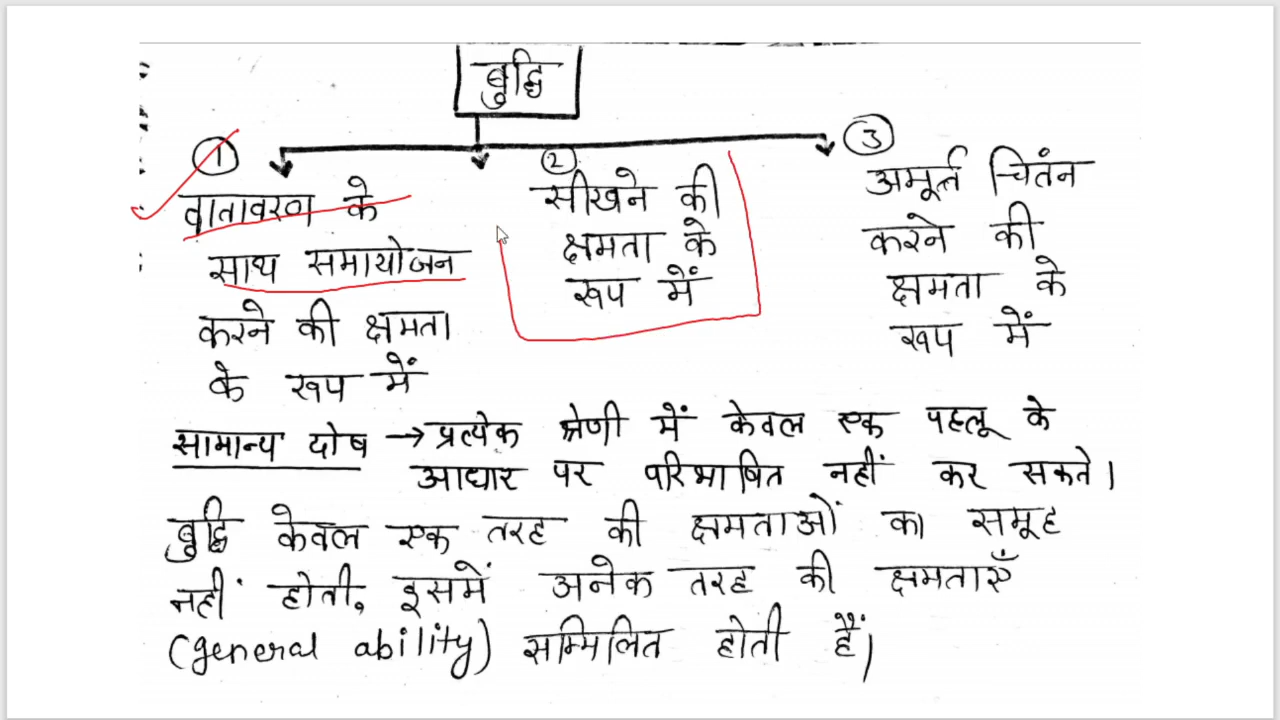 बुद्धि
①
वातावरण के
साथ समायोजन
करने की क्षमता
के रूप में
②
सीखने की
क्षमता के
रूप में
③
अमूर्त्त चितंन
करने की
क्षमता के
रूप में
सामान्य दोष → प्रत्येक श्रेणी में केवल एक पहलू के
आधार पर परिभाषित नहीं कर सकते।
बुद्धि केवल एक तरह की क्षमताओं का समूह
नहीं होती, इसमें अनेक तरह की क्षमताएँ
(general ability) सम्मिलित होती हैं।